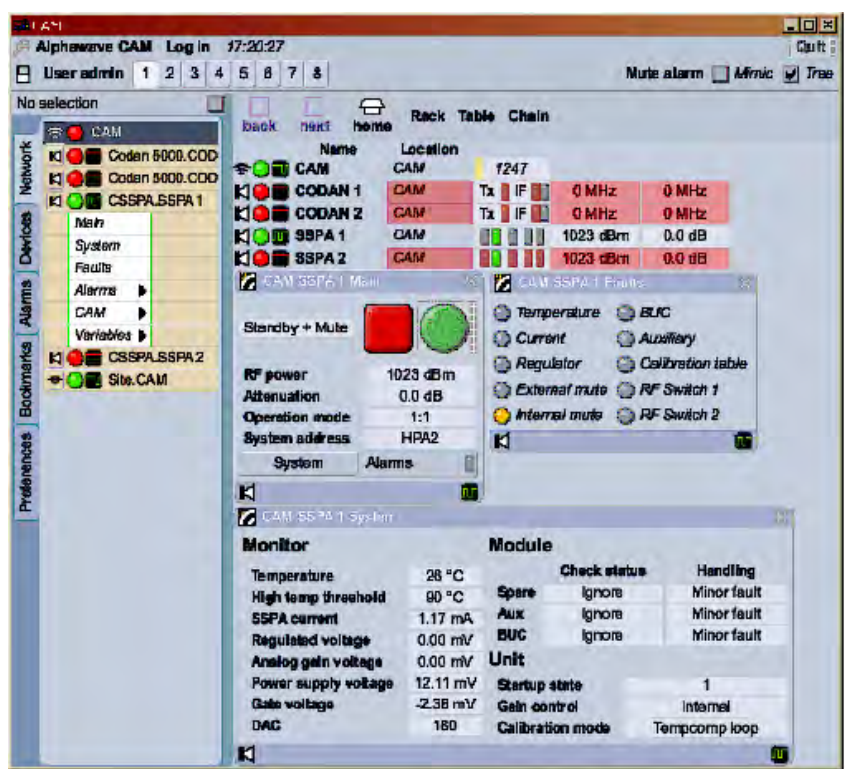 CAM
Alphawave CAM Log in 17:20:27 Quit
User admin 1 2 3 4 5 6 7 8 Mute alarm Mimic Tree
No selection
back next home Rack Table Chain
Network
Devices
Alarms
Bookmarks
Preferences
CAM
Codan 5000.COD
Codan 5000.COD
CSSPA.SSPA 1
Main
System
Faults
Alarms
CAM
Variables
CSSPA.SSPA 2
Site.CAM
Name Location
CAM CAM 1247
CODAN 1 CAM Tx IF 0 MHz 0 MHz
CODAN 2 CAM Tx IF 0 MHz 0 MHz
SSPA 1 CAM 1023 dBm 0.0 dB
SSPA 2 CAM 1023 dBm 0.0 dB
CAM SSPA 1 Main
Standby + Mute
RF power 1023 dBm
Attenuation 0.0 dB
Operation mode 1:1
System address HPA2
System Alarms
CAM SSPA 1 Faults
Temperature BUC
Current Auxiliary
Regulator Calibration table
External mute RF Switch 1
Internal mute RF Switch 2
CAM SSPA 1 System
Monitor
Temperature 26 °C
High temp threshold 90 °C
SSPA current 1.17 mA
Regulated voltage 0.00 mV
Analog gain voltage 0.00 mV
Power supply voltage 12.11 mV
Gate voltage -2.38 mV
DAC 160
Module
Check status Handling
Spare Ignore Minor fault
Aux Ignore Minor fault
BUC Ignore Minor fault
Unit
Startup state 1
Gain control Internal
Calibration mode Tempcomp loop